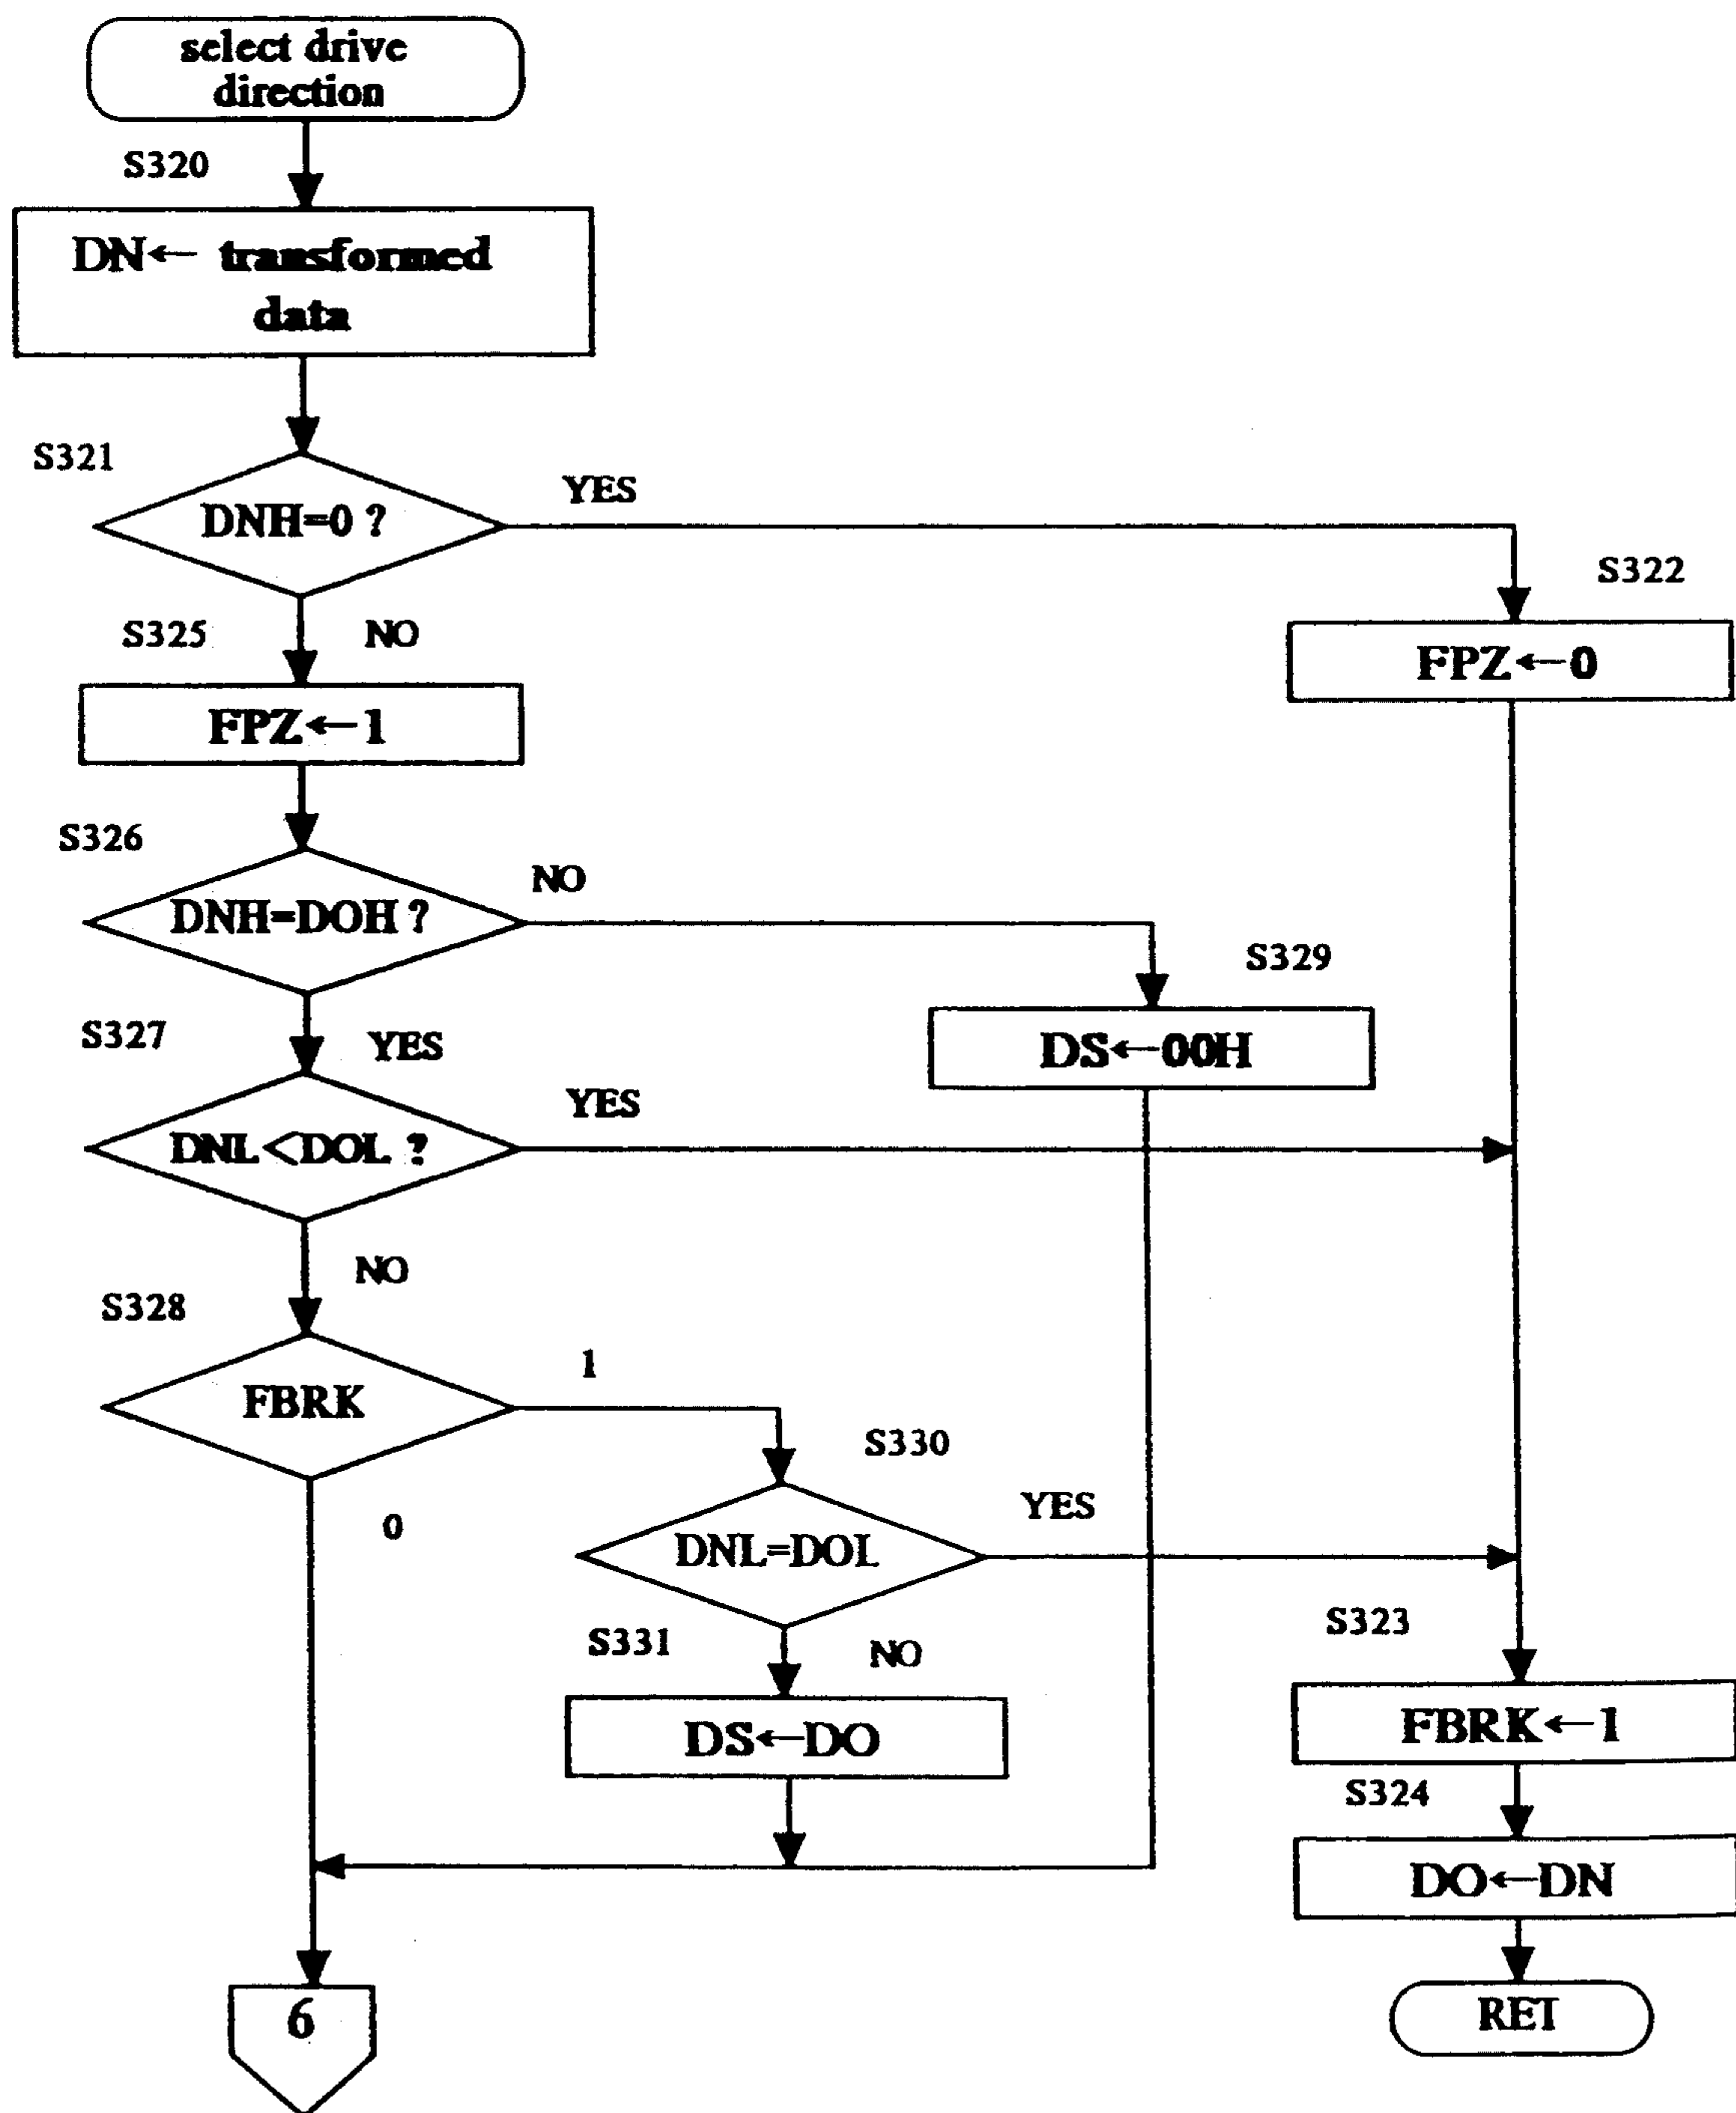 select drive
direction
S320
DN← transformed
data
S321
DNH=0 ?
YES
S322
FPZ←0
S325
NO
FPZ←1
S326
DNH=DOH ?
NO
S329
DS←00H
S327
YES
DNL<DOL ?
YES
NO
S328
FBRK
1
0
S330
DNL=DOL
YES
S331
NO
DS←DO
S323
FBRK←1
S324
DO←DN
6
RET